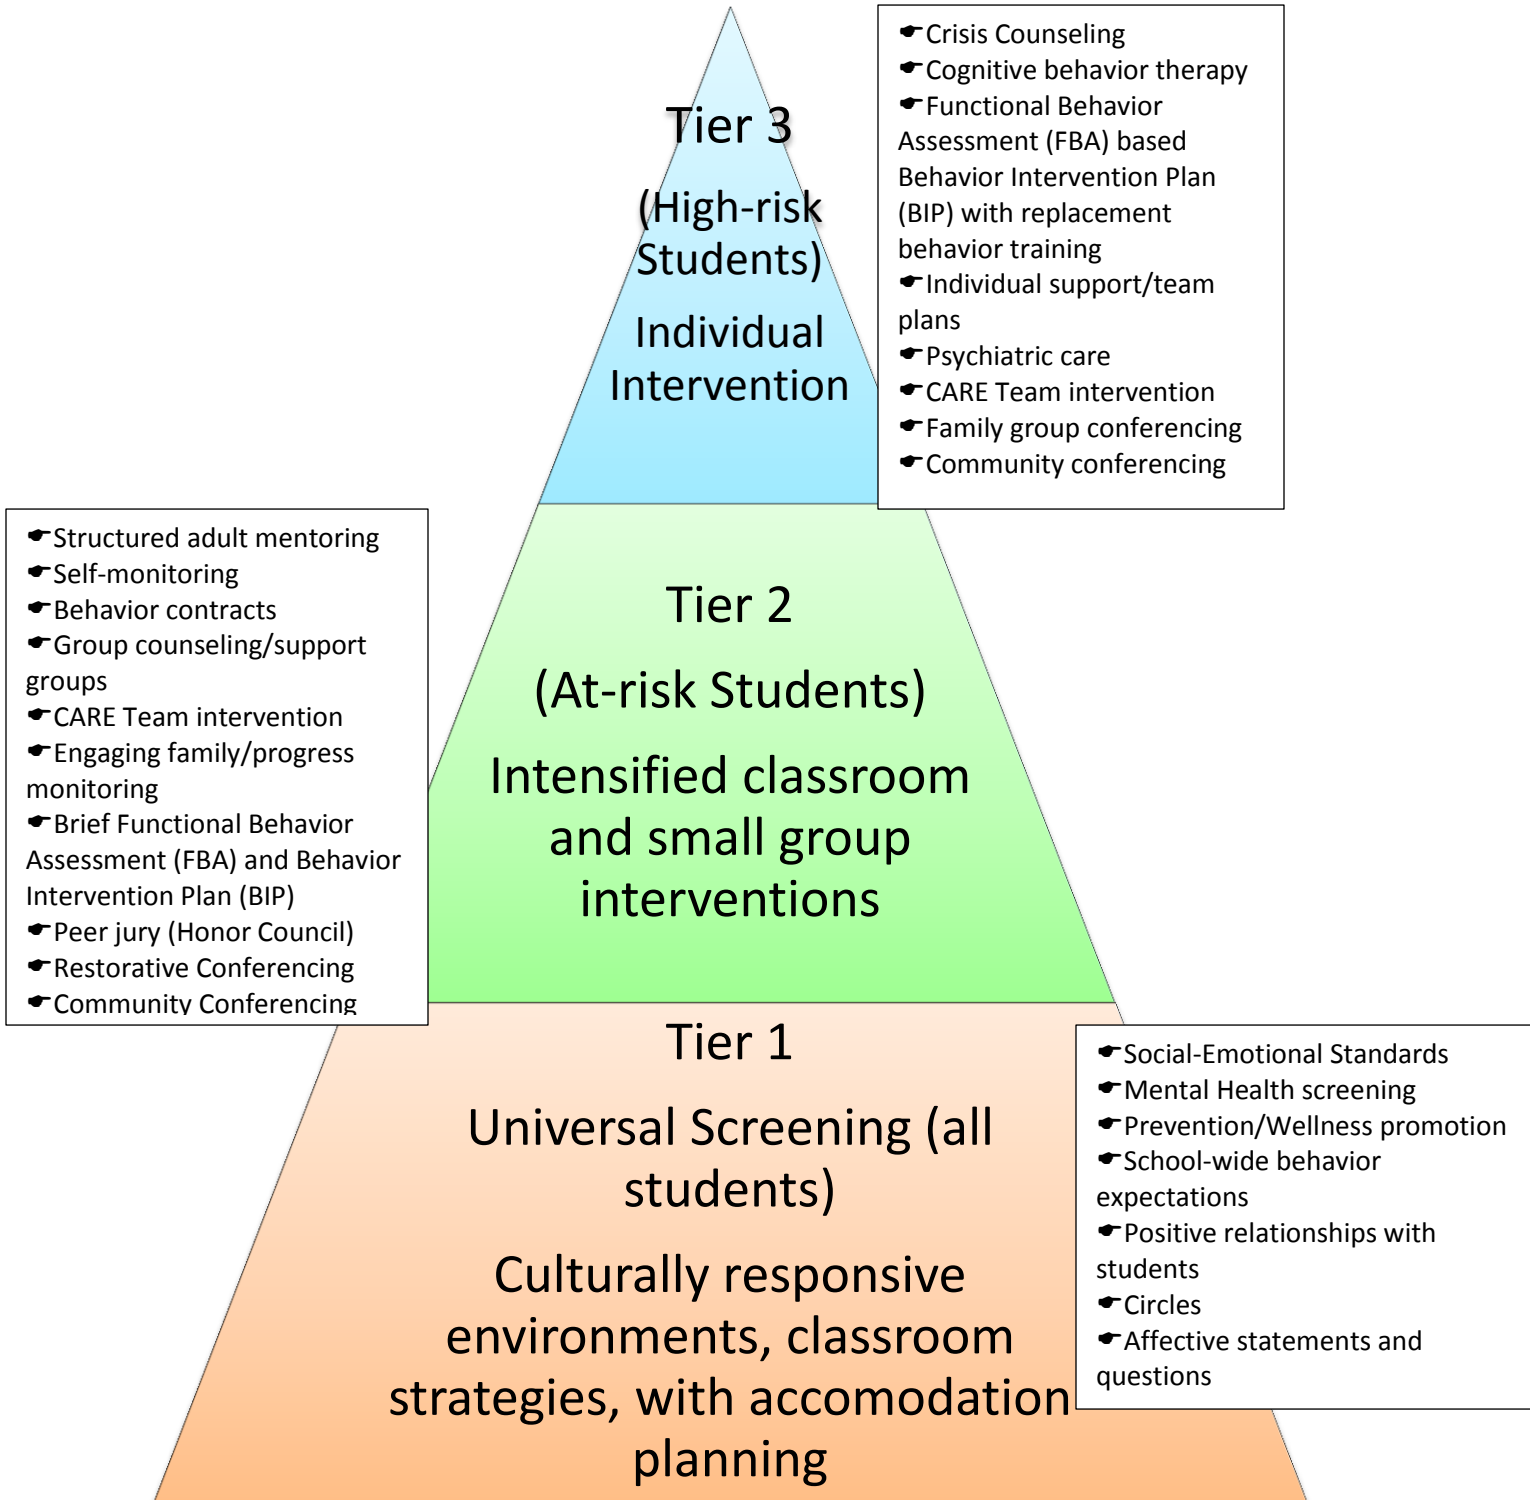 Tier 3
(High-risk
Students)
Individual
Intervention
☛Crisis Counseling
☛Cognitive behavior therapy
☛Functional Behavior
Assessment (FBA) based
Behavior Intervention Plan
(BIP) with replacement
behavior training
☛Individual support/team
plans
☛Psychiatric care
☛CARE Team intervention
☛Family group conferencing
☛Community conferencing
☛Structured adult mentoring
☛Self-monitoring
☛Behavior contracts
☛Group counseling/support
groups
☛CARE Team intervention
☛Engaging family/progress
monitoring
☛Brief Functional Behavior
Assessment (FBA) and Behavior
Intervention Plan (BIP)
☛Peer jury (Honor Council)
☛Restorative Conferencing
☛Community Conferencing
Tier 2
(At-risk Students)
Intensified classroom
and small group
interventions
Tier 1
Universal Screening (all
students)
Culturally responsive
environments, classroom
strategies, with accomodation
planning
☛Social-Emotional Standards
☛Mental Health screening
☛Prevention/Wellness promotion
☛School-wide behavior
expectations
☛Positive relationships with
students
☛Circles
☛Affective statements and
questions